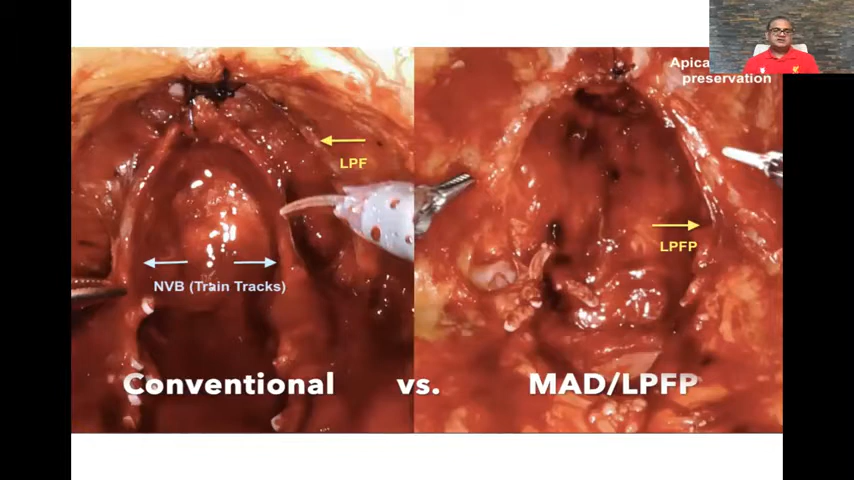 Apica
preservation
LPF
LPFP
NVB (Train Tracks)
Conventional vs. MAD/LPFP